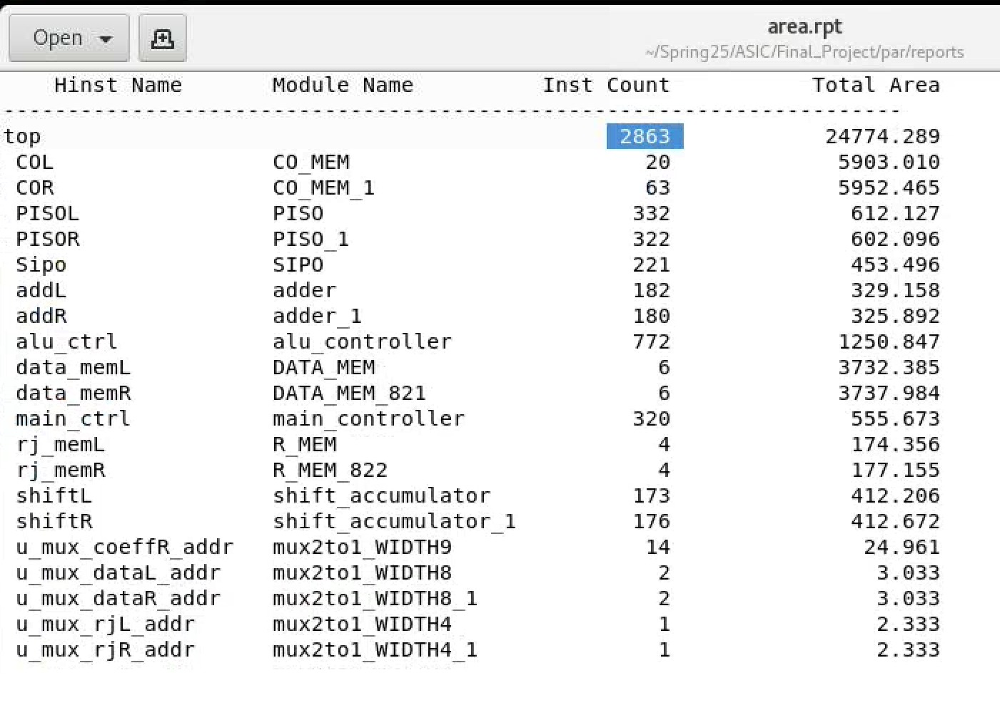 Open
area.rpt
~/Spring25/ASIC/Final_Project/par/reports
Hinst Name Module Name Inst Count Total Area
-----------------------------------------------------------------------
top 2863 24774.289
COL CO_MEM 20 5903.010
COR CO_MEM_1 63 5952.465
PISOL PISO 332 612.127
PISOR PISO_1 322 602.096
Sipo SIPO 221 453.496
addL adder 182 329.158
addR adder_1 180 325.892
alu_ctrl alu_controller 772 1250.847
data_memL DATA_MEM 6 3732.385
data_memR DATA_MEM_821 6 3737.984
main_ctrl main_controller 320 555.673
rj_memL R_MEM 4 174.356
rj_memR R_MEM_822 4 177.155
shiftL shift_accumulator 173 412.206
shiftR shift_accumulator_1 176 412.672
u_mux_coeffR_addr mux2to1_WIDTH9 14 24.961
u_mux_dataL_addr mux2to1_WIDTH8 2 3.033
u_mux_dataR_addr mux2to1_WIDTH8_1 2 3.033
u_mux_rjL_addr mux2to1_WIDTH4 1 2.333
u_mux_rjR_addr mux2to1_WIDTH4_1 1 2.333